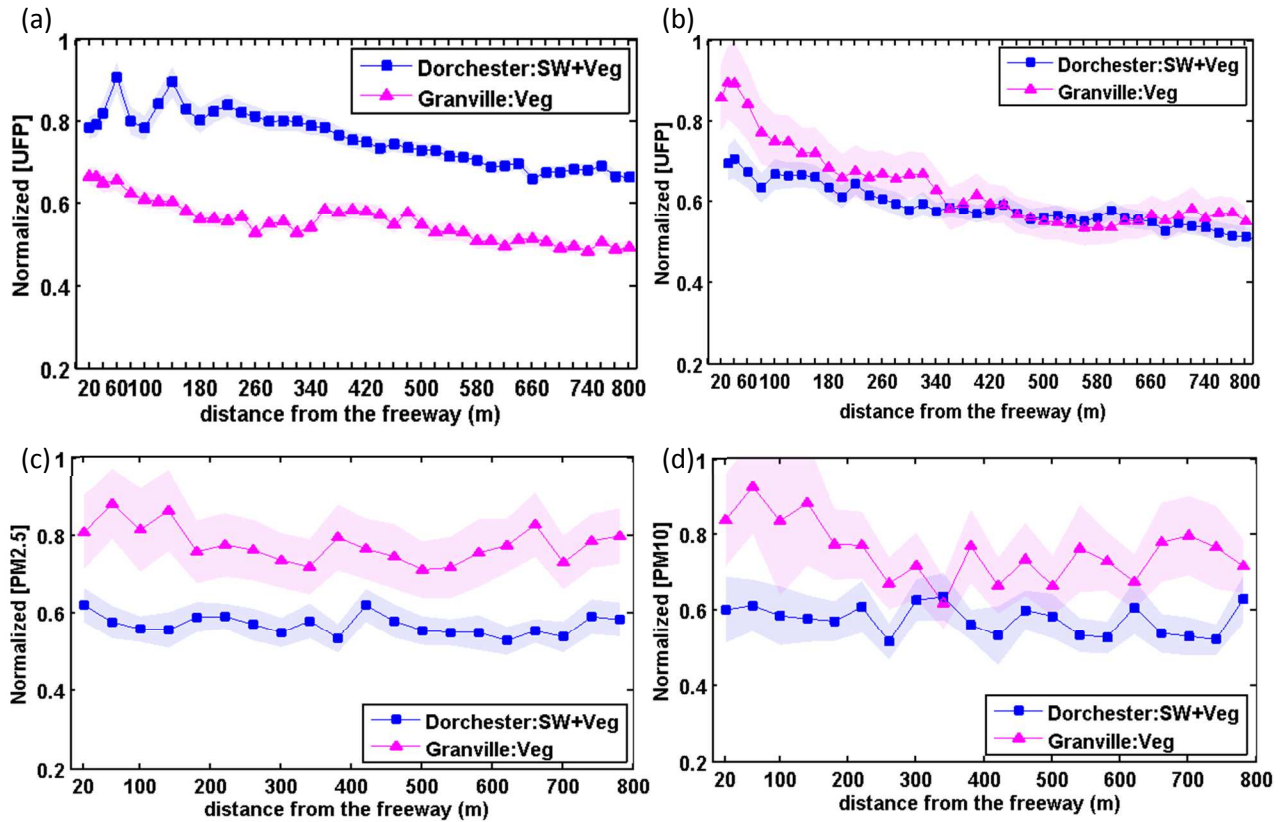 (a)
1
0.8
0.6
0.4
0.2
Normalized [UFP]
Dorchester:SW+Veg
Granville:Veg
20 60 100 180 260 340 420 500 580 660 740 800
distance from the freeway (m)
(b)
1
0.8
0.6
0.4
0.2
Normalized [UFP]
Dorchester:SW+Veg
Granville:Veg
20 60 100 180 260 340 420 500 580 660 740 800
distance from the freeway (m)
(c)
1
0.8
0.6
0.4
0.2
Normalized [PM2.5]
Dorchester:SW+Veg
Granville:Veg
20 100 200 300 400 500 600 700 800
distance from the freeway (m)
(d)
1
0.8
0.6
0.4
0.2
Normalized [PM10]
Dorchester:SW+Veg
Granville:Veg
20 100 200 300 400 500 600 700 800
distance from the freeway (m)